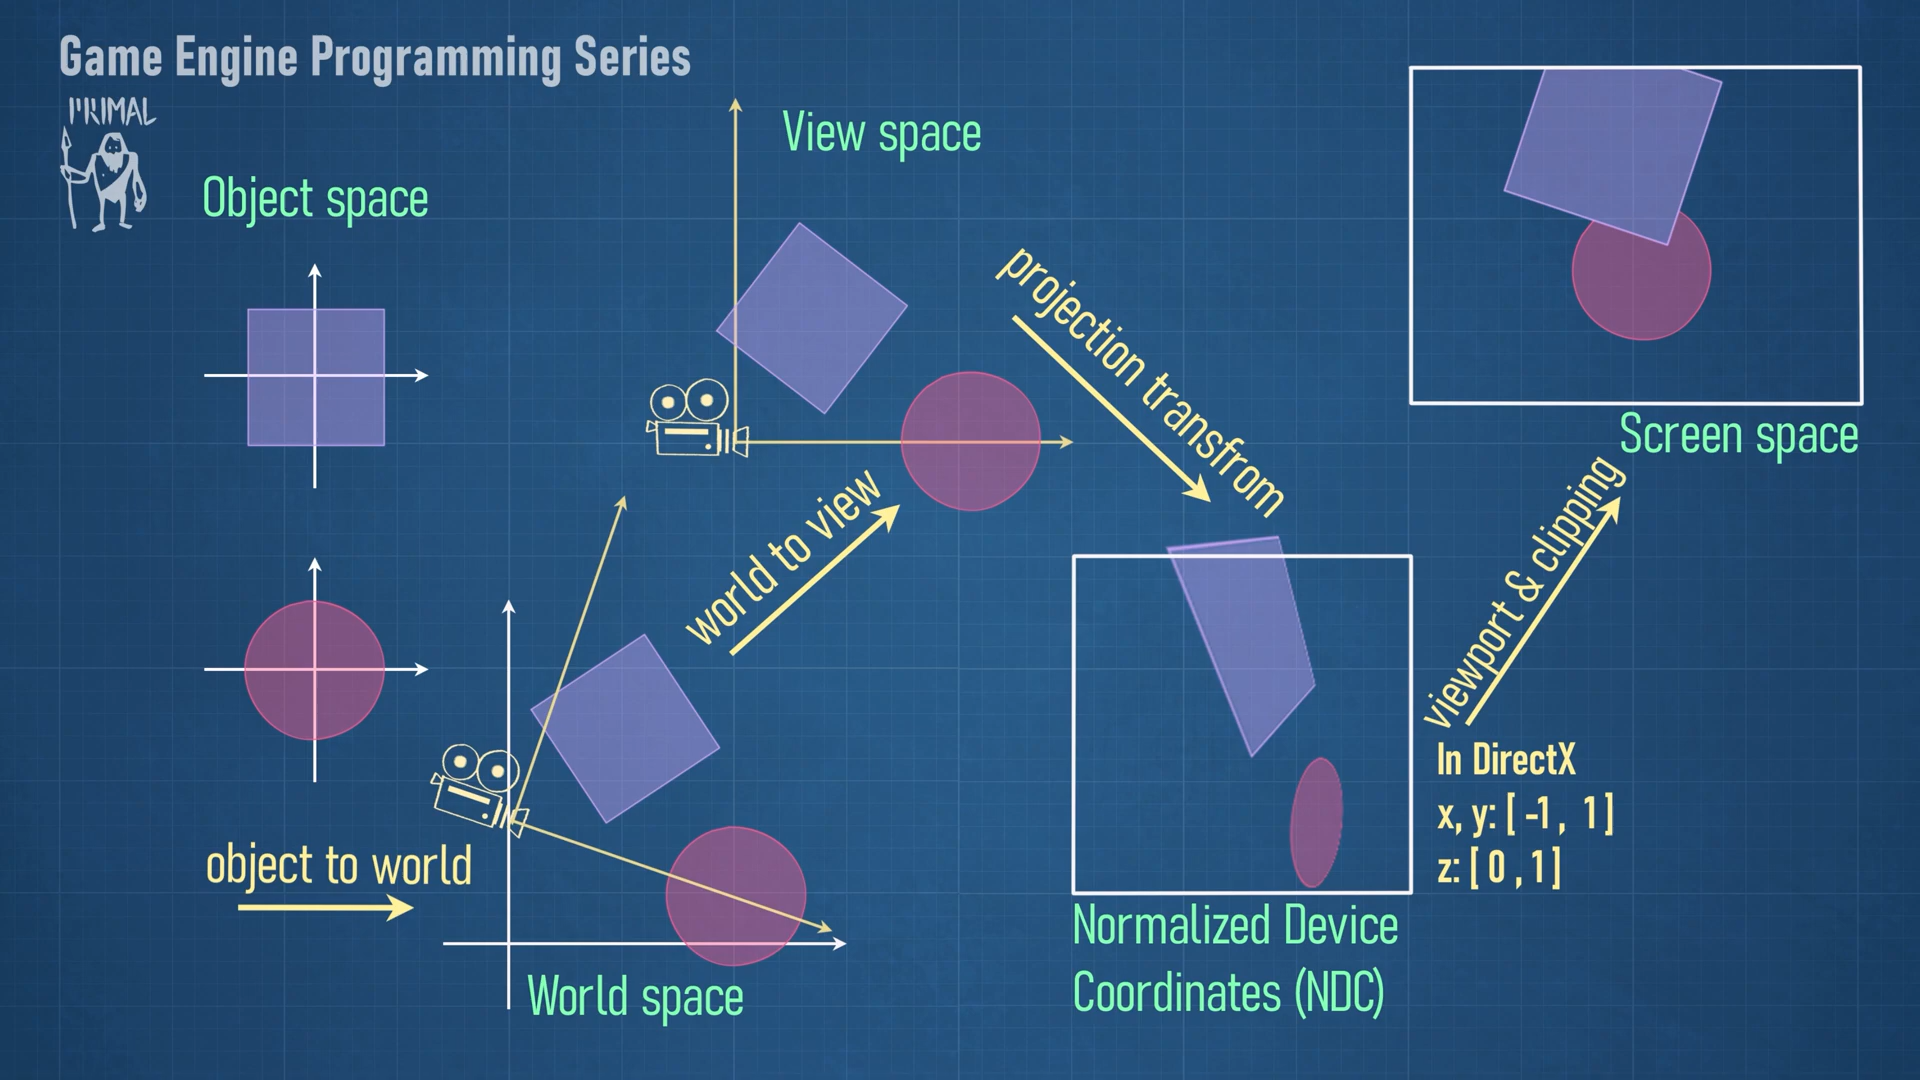 Game Engine Programming Series
PRIMAL
Object space
View space
projection transfrom
Screen space
world to view
viewport & clipping
In DirectX
x, y: [ -1 , 1 ]
z: [ 0 , 1 ]
object to world
World space
Normalized Device
Coordinates (NDC)